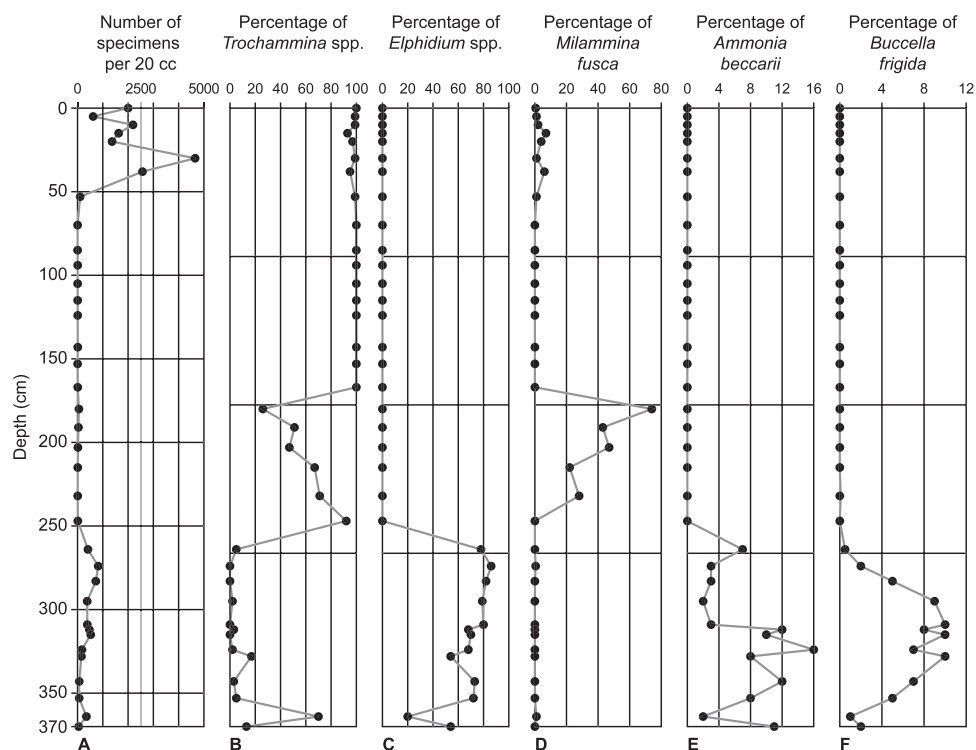 Number of
specimens
per 20 cc
Percentage of
Trochammina spp.
Percentage of
Elphidium spp.
Percentage of
Milammina
fusca
Percentage of
Ammonia
beccarii
Percentage of
Buccella
frigida
0 2500 5000 0 20 40 60 80 100 0 20 40 60 80 100 0 20 40 60 80 0 2 4 6 8 10 12 16 0 4 8 12
0
50
100
150
200
250
300
350
370
Depth (cm)
A B C D E F